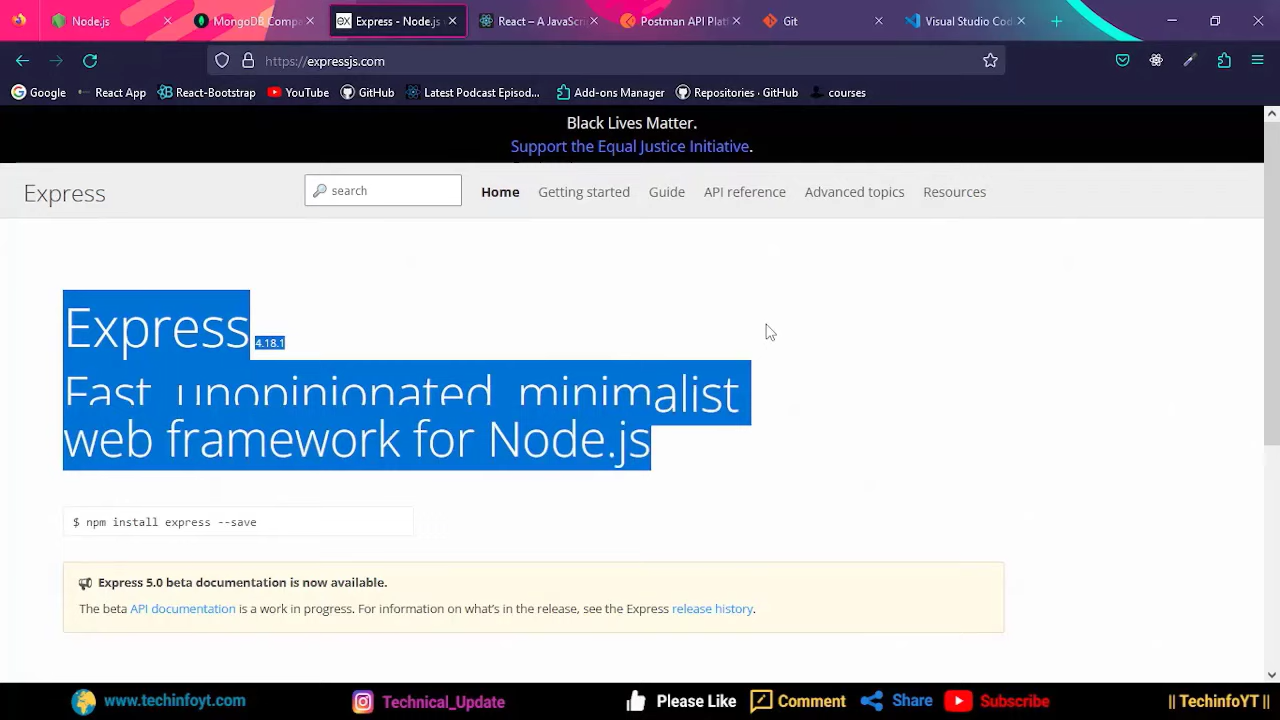 Node.js
MongoDB Compa
Express - Node.js
React – A JavaScri
Postman API Platf
Git
Visual Studio Cod
https://expressjs.com
Google
React App
React-Bootstrap
YouTube
GitHub
Latest Podcast Episod...
Add-ons Manager
Repositories · GitHub
courses
Black Lives Matter.
Support the Equal Justice Initiative.
Express
search
Home
Getting started
Guide
API reference
Advanced topics
Resources
Express 4.18.1
Fast, unopinionated, minimalist
web framework for Node.js
$ npm install express --save
Express 5.0 beta documentation is now available.
The beta API documentation is a work in progress. For information on what's in the release, see the Express release history.
www.techinfoyt.com
Technical_Update
Please Like
Comment
Share
Subscribe
|| TechinfoYT ||